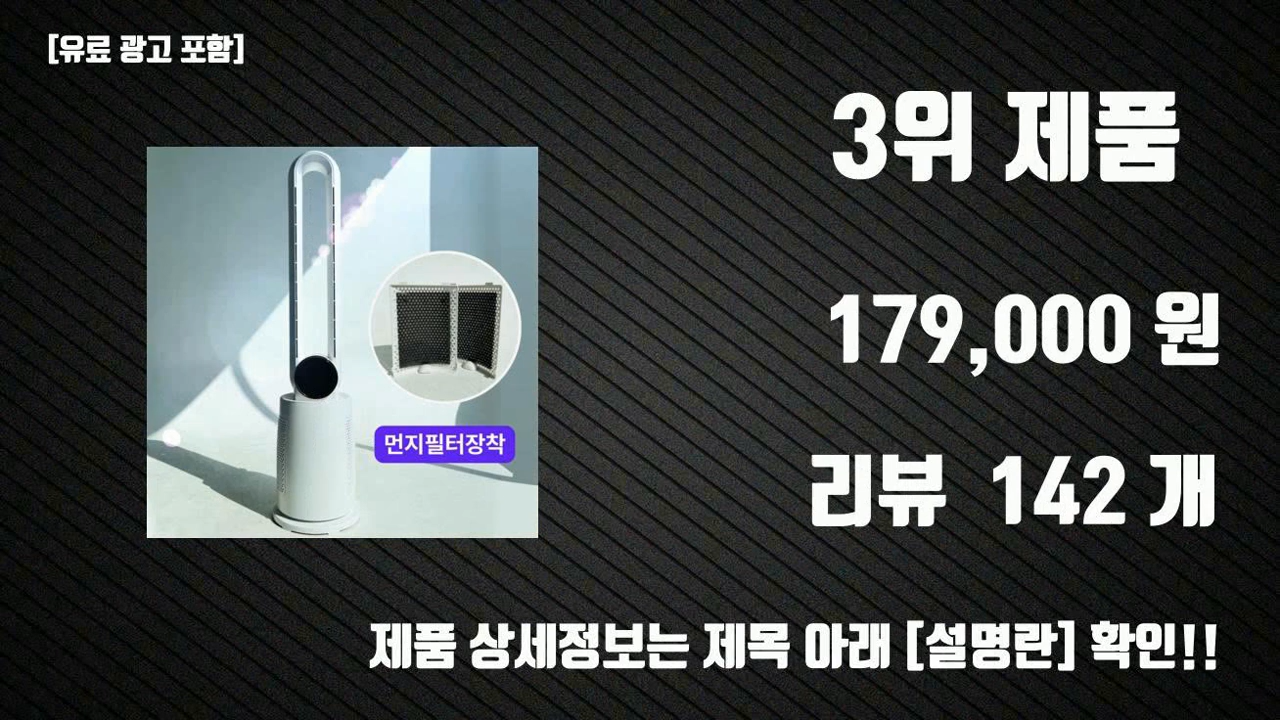 [유료 광고 포함]
3위 제품
179,000 원
리뷰 142 개
먼지필터장착
제품 상세정보는 제목 아래 [설명란] 확인!!